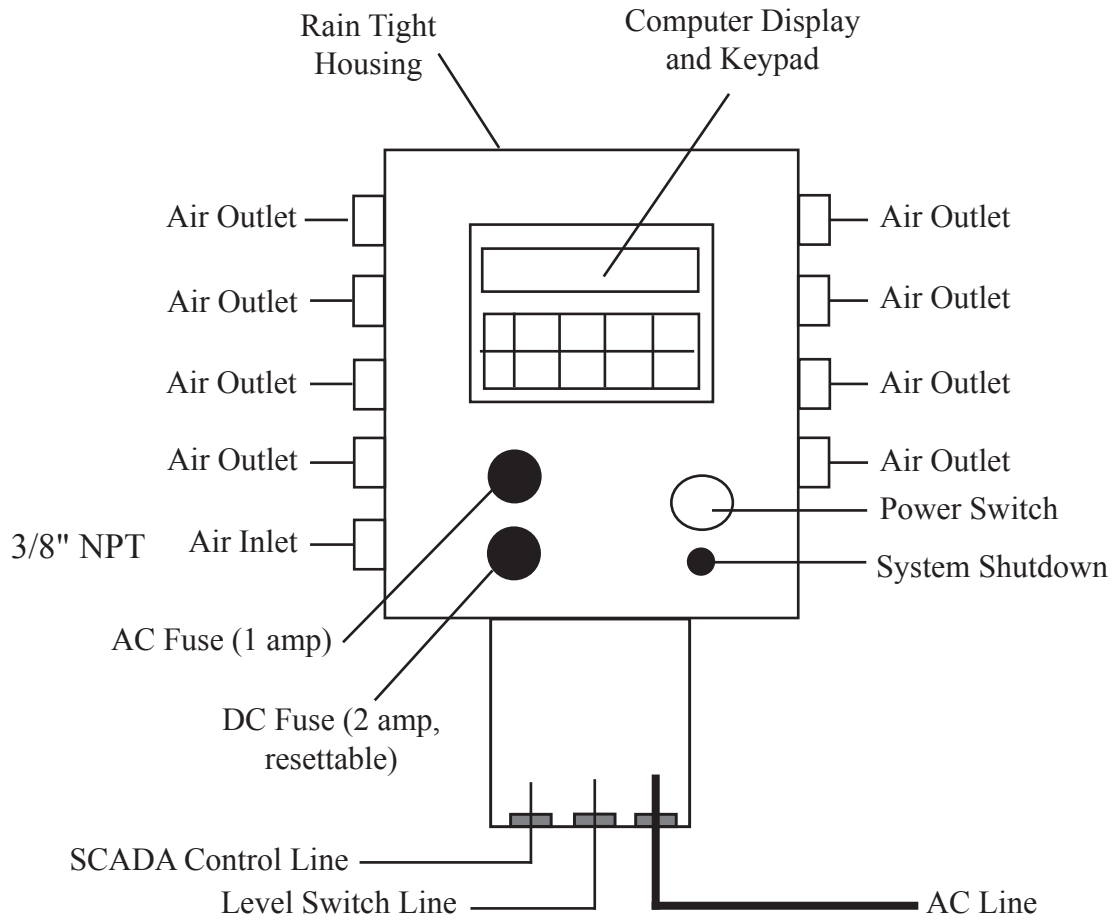 Rain Tight
Housing
Computer Display
and Keypad
Air Outlet
Air Outlet
Air Outlet
Air Outlet
Air Outlet
Air Outlet
Air Outlet
Air Outlet
Power Switch
3/8" NPT
Air Inlet
System Shutdown
AC Fuse (1 amp)
DC Fuse (2 amp,
resettable)
SCADA Control Line
Level Switch Line
AC Line